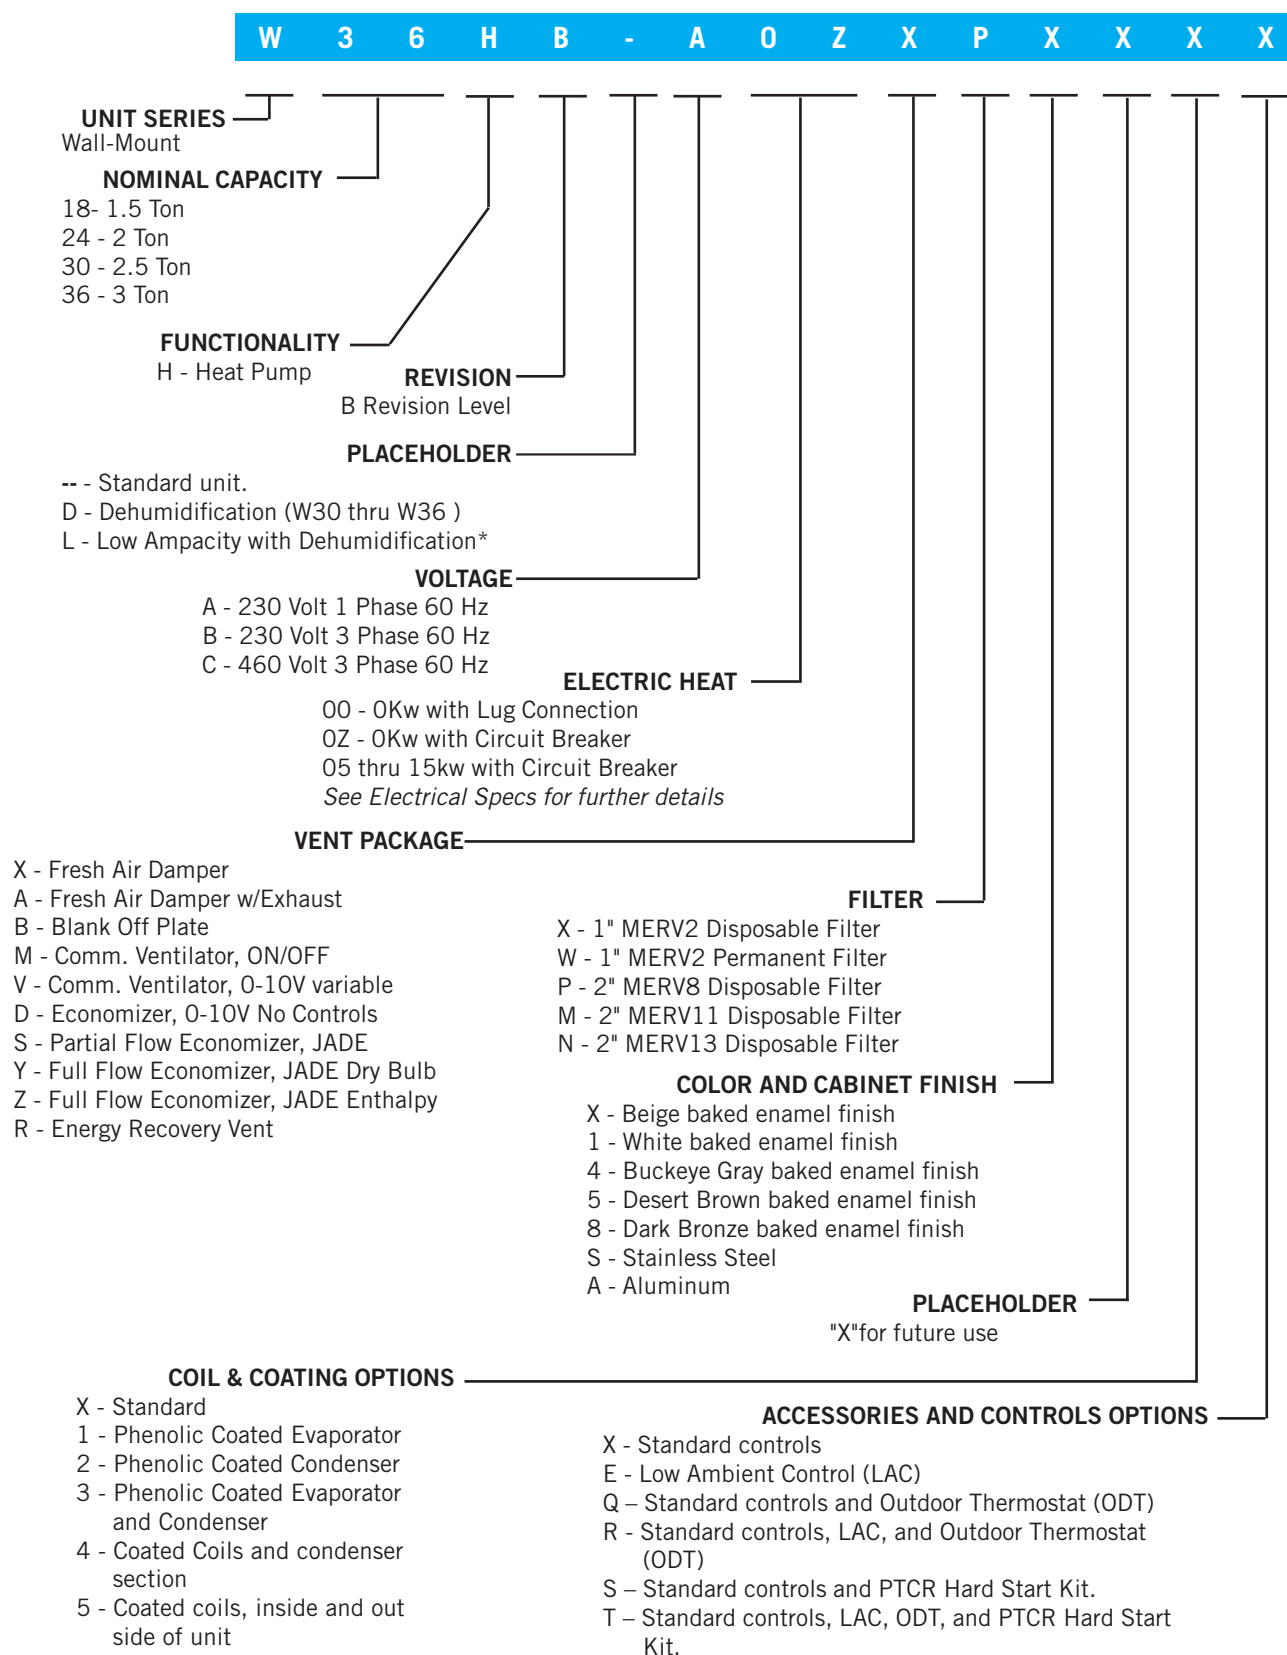 W 3 6 H B - A 0 Z X P X X X X
UNIT SERIES
Wall-Mount
NOMINAL CAPACITY
18- 1.5 Ton
24 - 2 Ton
30 - 2.5 Ton
36 - 3 Ton
FUNCTIONALITY
H - Heat Pump
REVISION
B Revision Level
PLACEHOLDER
-- - Standard unit.
D - Dehumidification (W30 thru W36 )
L - Low Ampacity with Dehumidification*
VOLTAGE
A - 230 Volt 1 Phase 60 Hz
B - 230 Volt 3 Phase 60 Hz
C - 460 Volt 3 Phase 60 Hz
ELECTRIC HEAT
00 - 0Kw with Lug Connection
0Z - 0Kw with Circuit Breaker
05 thru 15kw with Circuit Breaker
See Electrical Specs for further details
VENT PACKAGE
X - Fresh Air Damper
A - Fresh Air Damper w/Exhaust
B - Blank Off Plate
M - Comm. Ventilator, ON/OFF
V - Comm. Ventilator, 0-10V variable
D - Economizer, 0-10V No Controls
S - Partial Flow Economizer, JADE
Y - Full Flow Economizer, JADE Dry Bulb
Z - Full Flow Economizer, JADE Enthalpy
R - Energy Recovery Vent
FILTER
X - 1" MERV2 Disposable Filter
W - 1" MERV2 Permanent Filter
P - 2" MERV8 Disposable Filter
M - 2" MERV11 Disposable Filter
N - 2" MERV13 Disposable Filter
COLOR AND CABINET FINISH
X - Beige baked enamel finish
1 - White baked enamel finish
4 - Buckeye Gray baked enamel finish
5 - Desert Brown baked enamel finish
8 - Dark Bronze baked enamel finish
S - Stainless Steel
A - Aluminum
PLACEHOLDER
"X"for future use
COIL & COATING OPTIONS
X - Standard
1 - Phenolic Coated Evaporator
2 - Phenolic Coated Condenser
3 - Phenolic Coated Evaporator
and Condenser
4 - Coated Coils and condenser
section
5 - Coated coils, inside and out
side of unit
ACCESSORIES AND CONTROLS OPTIONS
X - Standard controls
E - Low Ambient Control (LAC)
Q – Standard controls and Outdoor Thermostat (ODT)
R - Standard controls, LAC, and Outdoor Thermostat
(ODT)
S – Standard controls and PTCR Hard Start Kit.
T – Standard controls, LAC, ODT, and PTCR Hard Start
Kit.